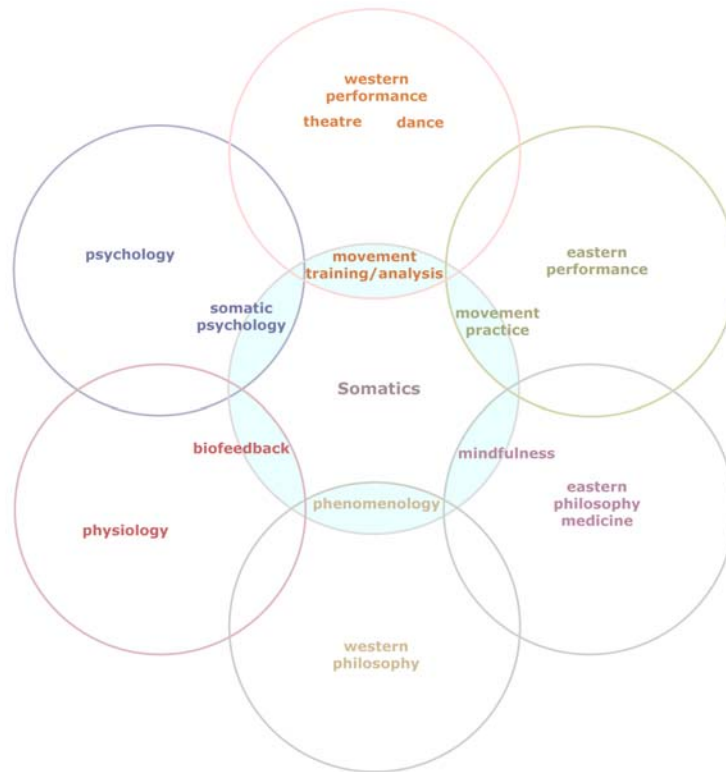 western
performance
theatre dance
psychology
eastern
performance
movement
training/analysis
somatic
psychology
movement
practice
Somatics
biofeedback
mindfulness
physiology
phenomenology
eastern
philosophy
medicine
western
philosophy